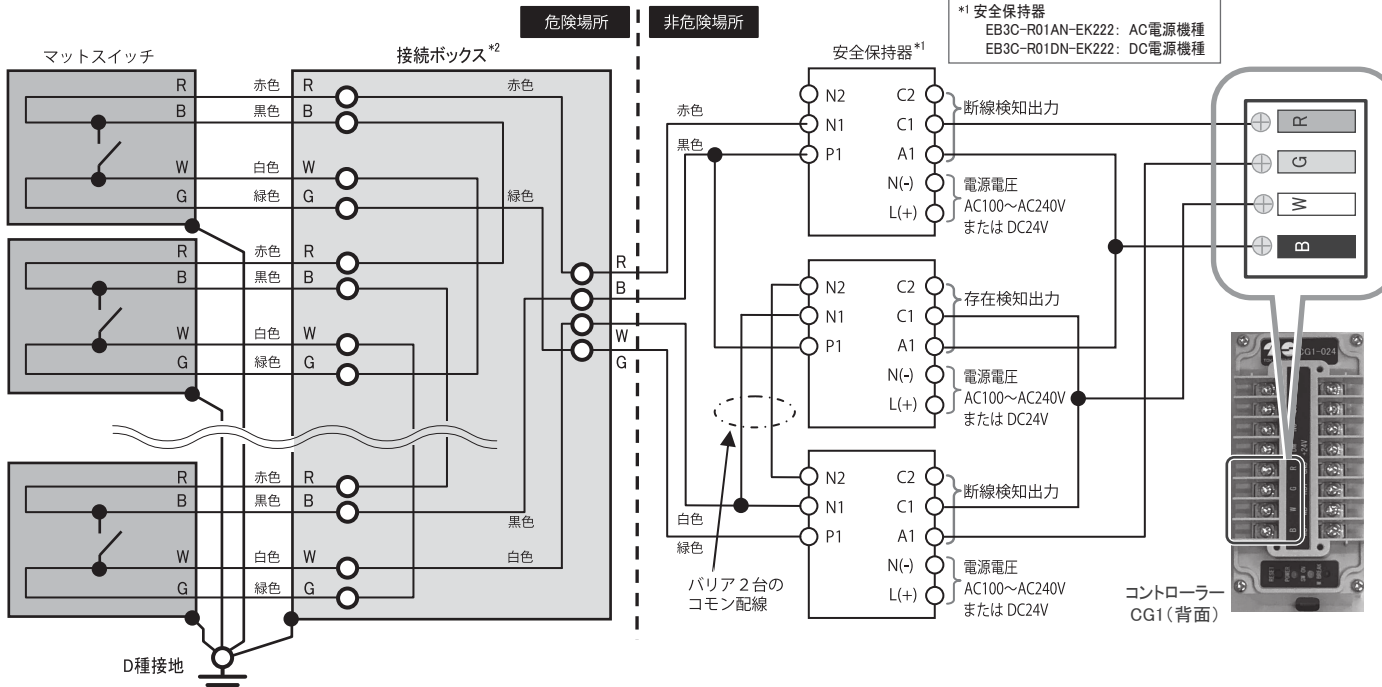 危険場所
非危険場所
*1 安全保持器
EB3C-R01AN-EK222: AC電源機種
EB3C-R01DN-EK222: DC電源機種
マットスイッチ
接続ボックス*2
安全保持器*1
R 赤色 R 赤色
B 黒色 B
W 白色 W
G 緑色 G 緑色
R 赤色 R
B 黒色 B
W 白色 W
G 緑色 G
R 赤色 R
B 黒色 B 黒色
W 白色 W 白色
G 緑色 G
R
B
W
G
赤色
黒色
白色
緑色
N2 C2
N1 C1
P1 A1
断線検知出力
N(-)
L(+)
電源電圧
AC100~AC240V
または DC24V
N2 C2
N1 C1
P1 A1
存在検知出力
N(-)
L(+)
電源電圧
AC100~AC240V
または DC24V
N2 C2
N1 C1
P1 A1
断線検知出力
N(-)
L(+)
電源電圧
AC100~AC240V
または DC24V
バリア2台の
コモン配線
D種接地
R
G
W
B
CG1-024
+24V
R
G
W
B
RESET
POWER
コントローラー
CG1(背面)